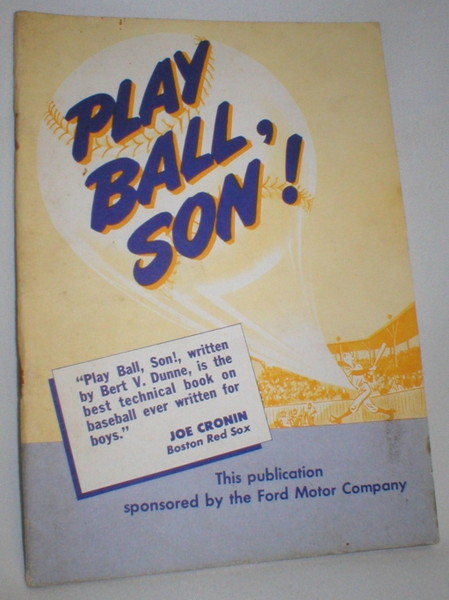 PLAY
BALL,
SON!
"Play Ball, Son!, written
by Bert V. Dunne, is the
best technical book on
baseball ever written for
boys."
JOE CRONIN
Boston Red Sox
This publication
sponsored by the Ford Motor Company